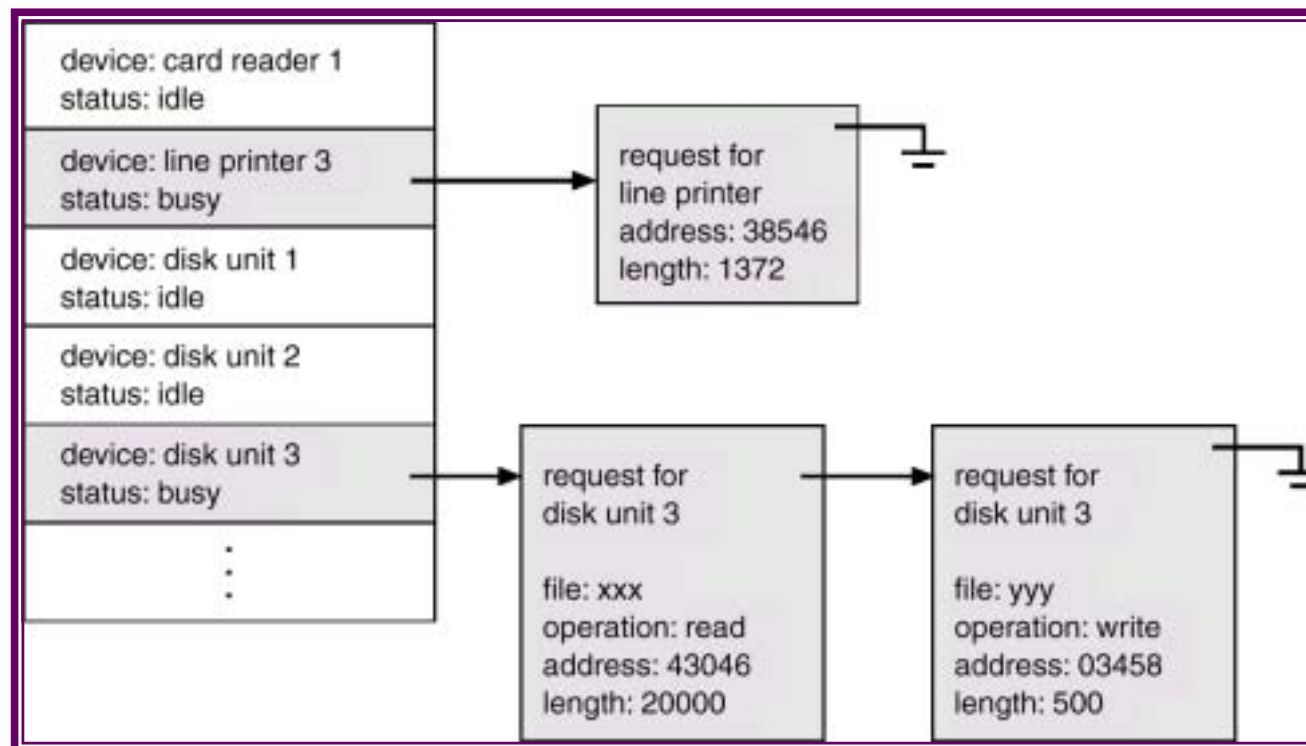 device: card reader 1
status: idle
device: line printer 3
status: busy
device: disk unit 1
status: idle
device: disk unit 2
status: idle
device: disk unit 3
status: busy
request for
line printer
address: 38546
length: 1372
request for
disk unit 3
file: xxx
operation: read
address: 43046
length: 20000
request for
disk unit 3
file: yyy
operation: write
address: 03458
length: 500